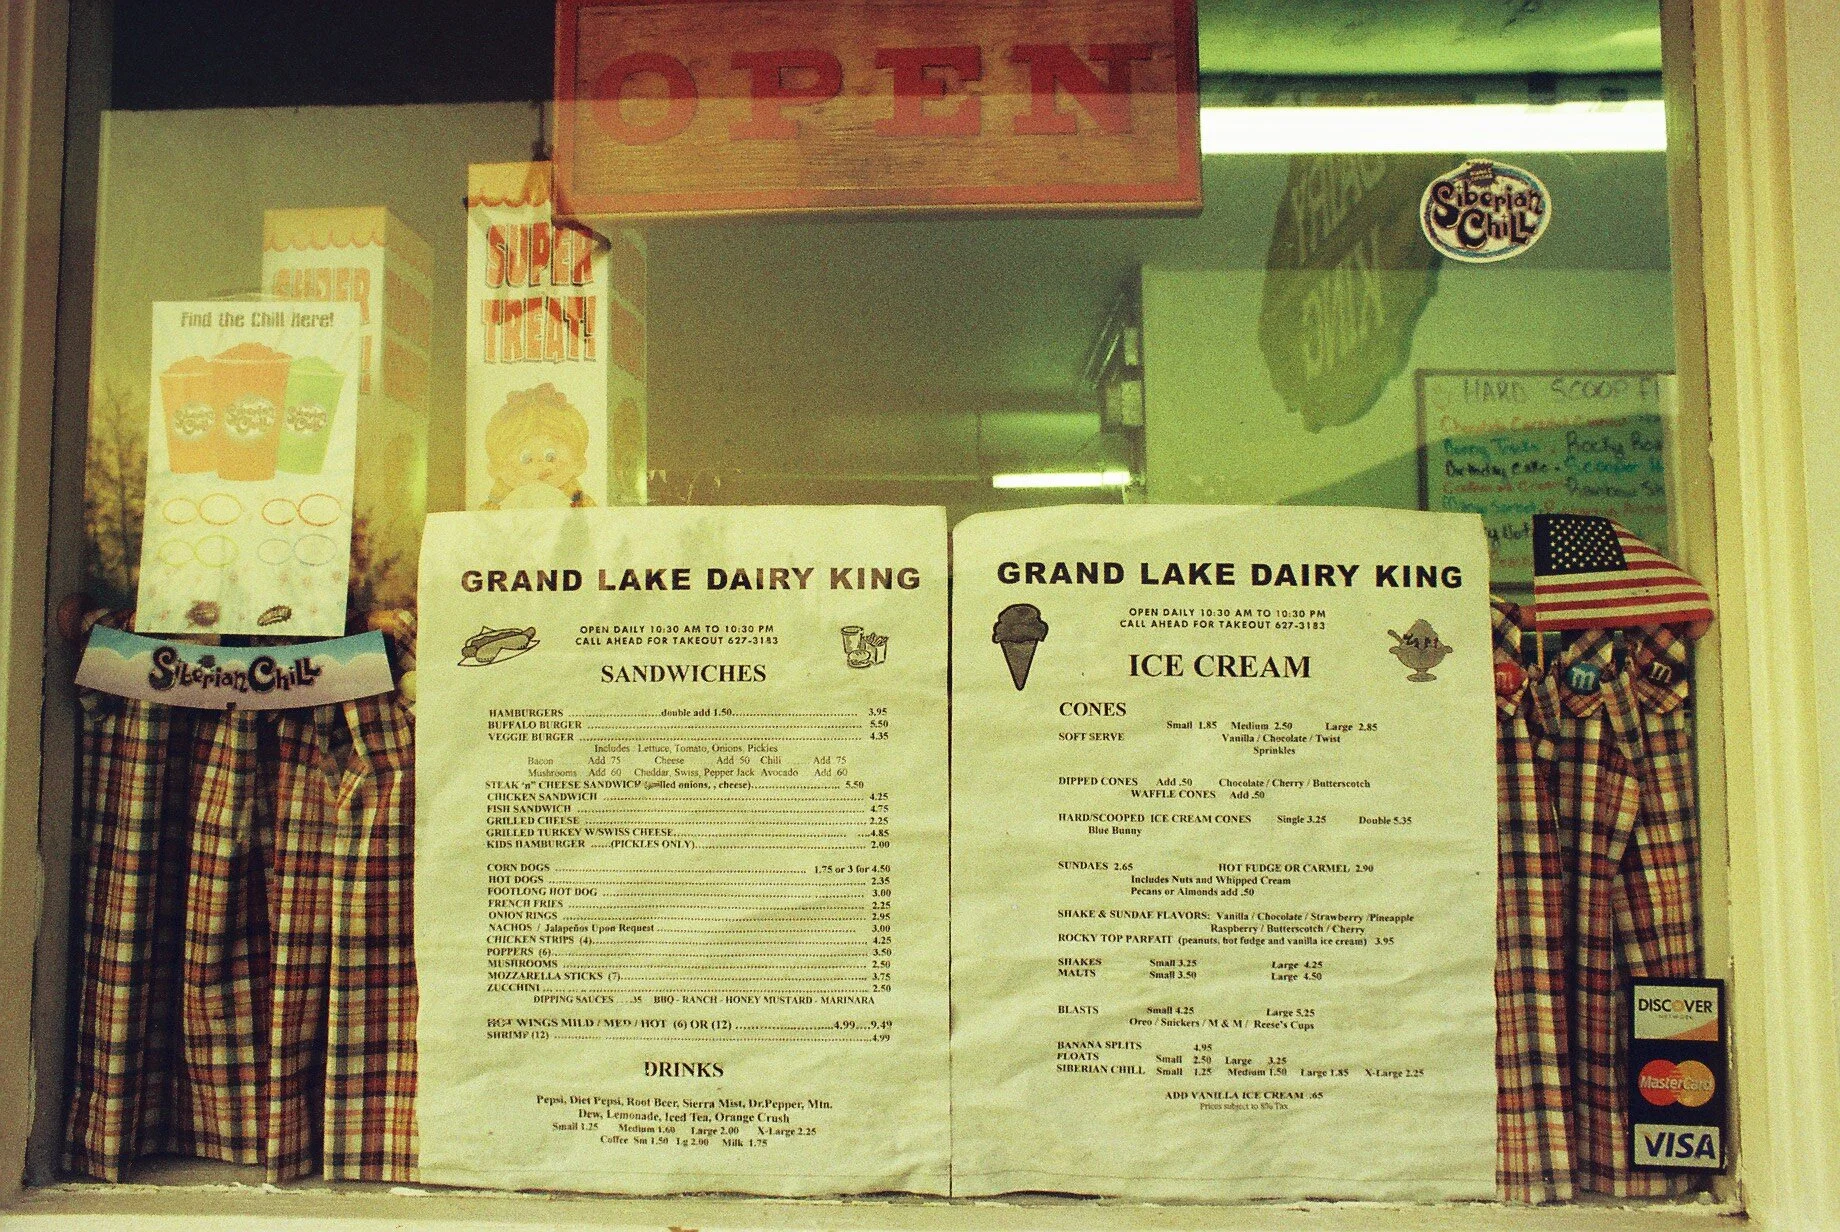 OPEN
SUPER
TREAT!
SUPER
Find the Chill Here!
Siberian
Chill
Siberian Chill
HARD SCOOP
Rocky
Birthday Cake
GRAND LAKE DAIRY KING
OPEN DAILY 10:30 AM TO 10:30 PM
CALL AHEAD FOR TAKEOUT 627-3183
SANDWICHES
HAMBURGERS ........................double add 1.50........................ 3.95
BUFFALO BURGER ........................ 5.50
VEGGIE BURGER ........................ 4.35
Includes : Lettuce, Tomato, Onions, Pickles
Bacon Add 75 Cheese Add 50 Chili Add 75
Mushrooms Add 60 Cheddar, Swiss, Pepper Jack Avocado Add 60
STEAK "n" CHEESE SANDWICH (grilled onions, , cheese)........................ 5.50
CHICKEN SANDWICH ........................ 4.25
FISH SANDWICH ........................ 4.75
GRILLED CHEESE ........................ 2.25
GRILLED TURKEY W/SWISS CHEESE........................ ...4.85
KIDS HAMBURGER ......(PICKLES ONLY)........................ 2.00
CORN DOGS ........................ 1.75 or 3 for 4.50
HOT DOGS ........................ 2.35
FOOTLONG HOT DOG ........................ 3.00
FRENCH FRIES ........................ 2.25
ONION RINGS ........................ 2.95
NACHOS / Jalapeños Upon Request ........................ 3.00
CHICKEN STRIPS (4)........................ 4.25
POPPERS (6)........................ 3.50
MUSHROOMS ........................ 2.50
MOZZARELLA STICKS (7) ........................ 3.75
ZUCCHINI ........................ 2.50
DIPPING SAUCES ....35 BBQ - RANCH - HONEY MUSTARD - MARINARA
HOT WINGS MILD / MED / HOT (6) OR (12) ........................4.99....9.49
SHRIMP (12) ........................4.99
DRINKS
Pepsi, Diet Pepsi, Root Beer, Sierra Mist, Dr.Pepper, Mtn.
Dew, Lemonade, Iced Tea, Orange Crush
Small 1.25 Medium 1.60 Large 2.00 X-Large 2.25
Coffee Sm 1.50 Lg 2.00 Milk 1.75
GRAND LAKE DAIRY KING
OPEN DAILY 10:30 AM TO 10:30 PM
CALL AHEAD FOR TAKEOUT 627-3183
ICE CREAM
CONES
Small 1.85 Medium 2.50 Large 2.85
SOFT SERVE Vanilla / Chocolate / Twist
Sprinkles
DIPPED CONES Add .50 Chocolate / Cherry / Butterscotch
WAFFLE CONES Add .50
HARD/SCOOPED ICE CREAM CONES Single 3.25 Double 5.35
Blue Bunny
SUNDAES 2.65 HOT FUDGE OR CARMEL 2.90
Includes Nuts and Whipped Cream
Pecans or Almonds add .50
SHAKE & SUNDAE FLAVORS: Vanilla / Chocolate / Strawberry /Pineapple
Raspberry / Butterscotch / Cherry
ROCKY TOP PARFAIT (peanuts, hot fudge and vanilla ice cream) 3.95
SHAKES Small 3.25 Large 4.25
MALTS Small 3.50 Large 4.50
BLASTS Small 4.25 Large 5.25
Oreo / Snickers / M & M / Reese's Cups
BANANA SPLITS 4.95
FLOATS Small 2.50 Large 3.25
SIBERIAN CHILL Small 1.25 Medium 1.50 Large 1.85 X-Large 2.25
ADD VANILLA ICE CREAM .65
Prices subject to 8% Tax
m
m
DISCOVER
NETWORK
MasterCard
VISA